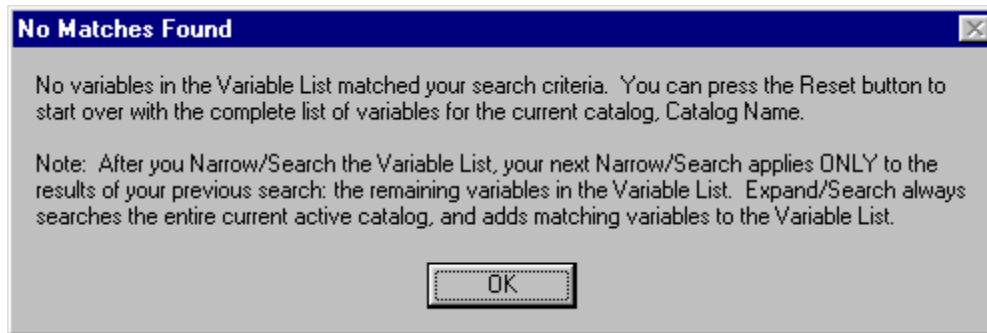 No Matches Found
No variables in the Variable List matched your search criteria.  You can press the Reset button to
start over with the complete list of variables for the current catalog, Catalog Name.
Note:  After you Narrow/Search the Variable List, your next Narrow/Search applies ONLY to the
results of your previous search: the remaining variables in the Variable List.  Expand/Search always
searches the entire current active catalog, and adds matching variables to the Variable List.
OK